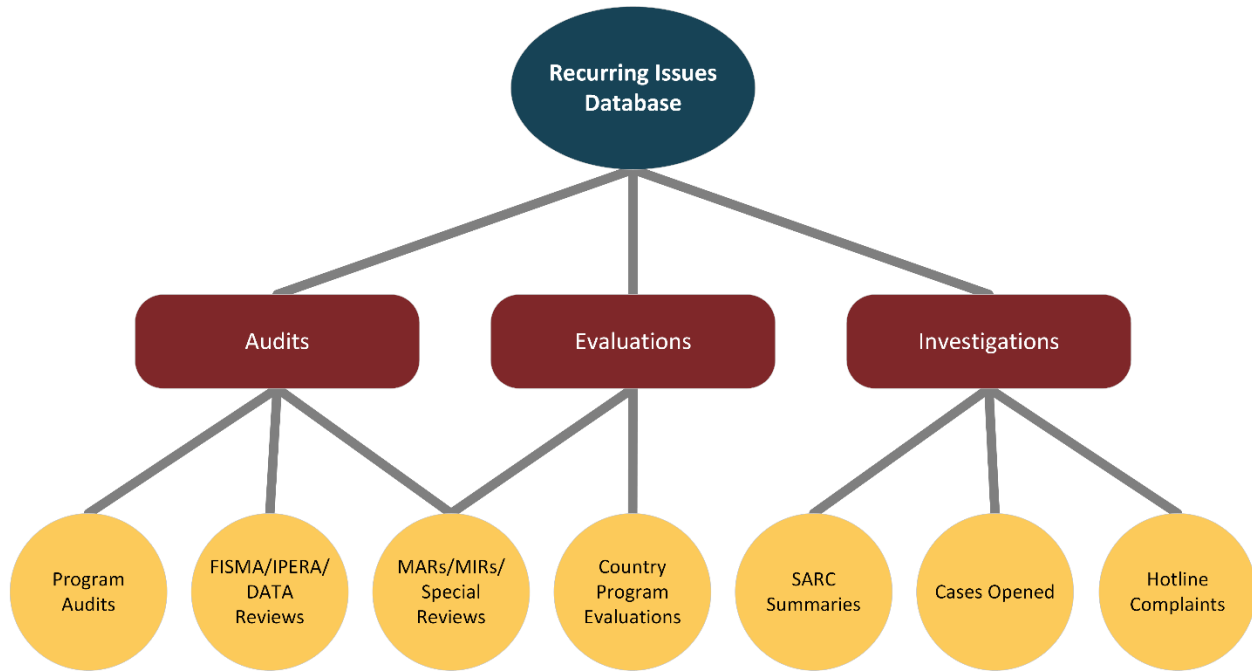 Recurring Issues
Database
Audits
Evaluations
Investigations
Program
Audits
FISMA/IPERA/
DATA
Reviews
MARs/MIRs/
Special
Reviews
Country
Program
Evaluations
SARC
Summaries
Cases Opened
Hotline
Complaints